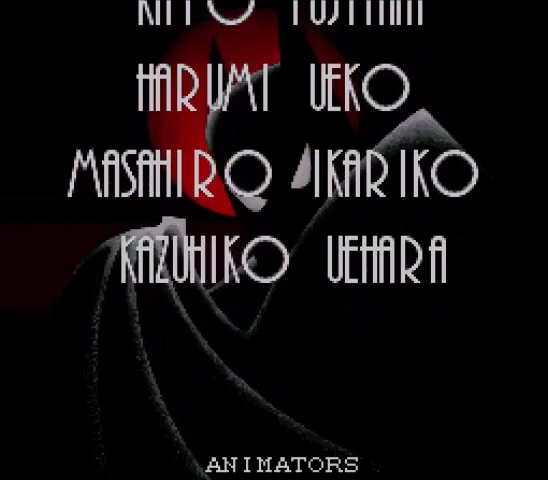 HARUMI UEKO
MASAHIRO IKARIKO
KAZUHIKO UEHARA
ANIMATORS